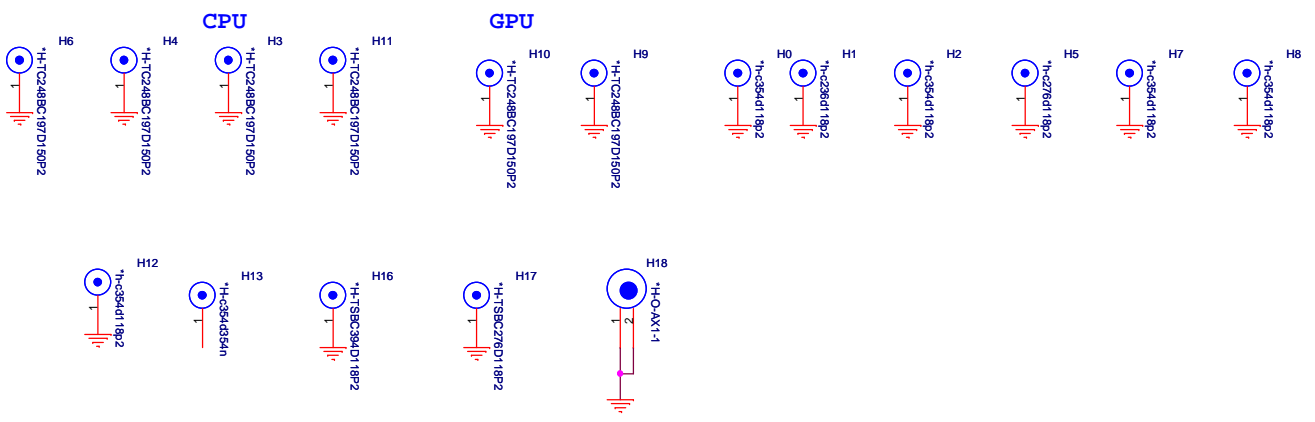 CPU
GPU
H6
*H-TC248BC197D150P2
1
H4
*H-TC248BC197D150P2
1
H3
*H-TC248BC197D150P2
1
H11
*H-TC248BC197D150P2
1
H10
*H-TC248BC197D150P2
1
H9
*H-TC248BC197D150P2
1
H0
*h-c354d118p2
1
H1
*h-c236d118p2
1
H2
*h-c354d118p2
1
H5
*h-c276d118p2
1
H7
*h-c354d118p2
1
H8
*h-c354d118p2
1
H12
*h-c354d118p2
1
H13
*H-c354d354n
1
H16
*H-TSBC394D118P2
1
H17
*H-TSBC276D118P2
1
H18
*H-O-AX1-1
1
2